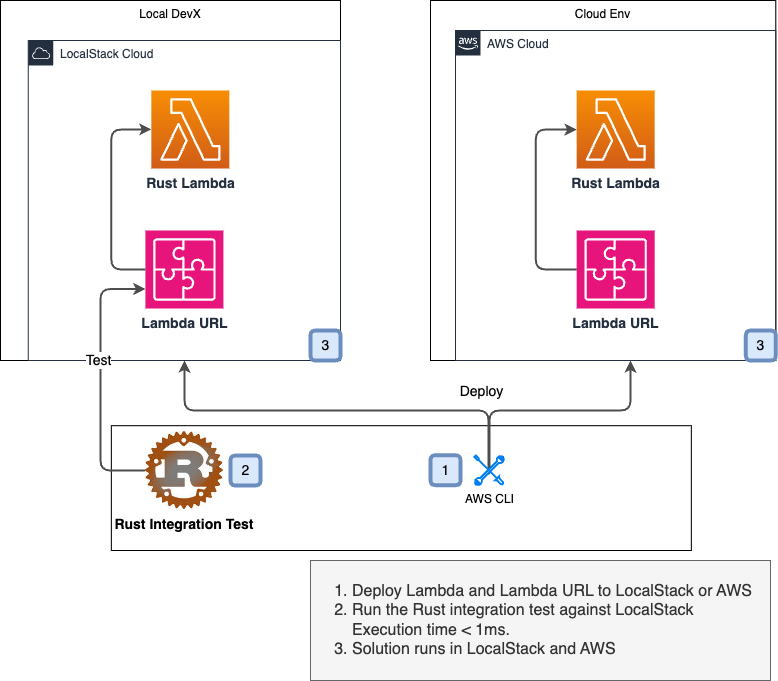 Local DevX
Cloud Env
LocalStack Cloud
aws
AWS Cloud
Rust Lambda
Rust Lambda
Lambda URL
Lambda URL
3
3
Test
Deploy
R
2
1
Rust Integration Test
AWS CLI
1. Deploy Lambda and Lambda URL to LocalStack or AWS
2. Run the Rust integration test against LocalStack
Execution time < 1ms.
3. Solution runs in LocalStack and AWS